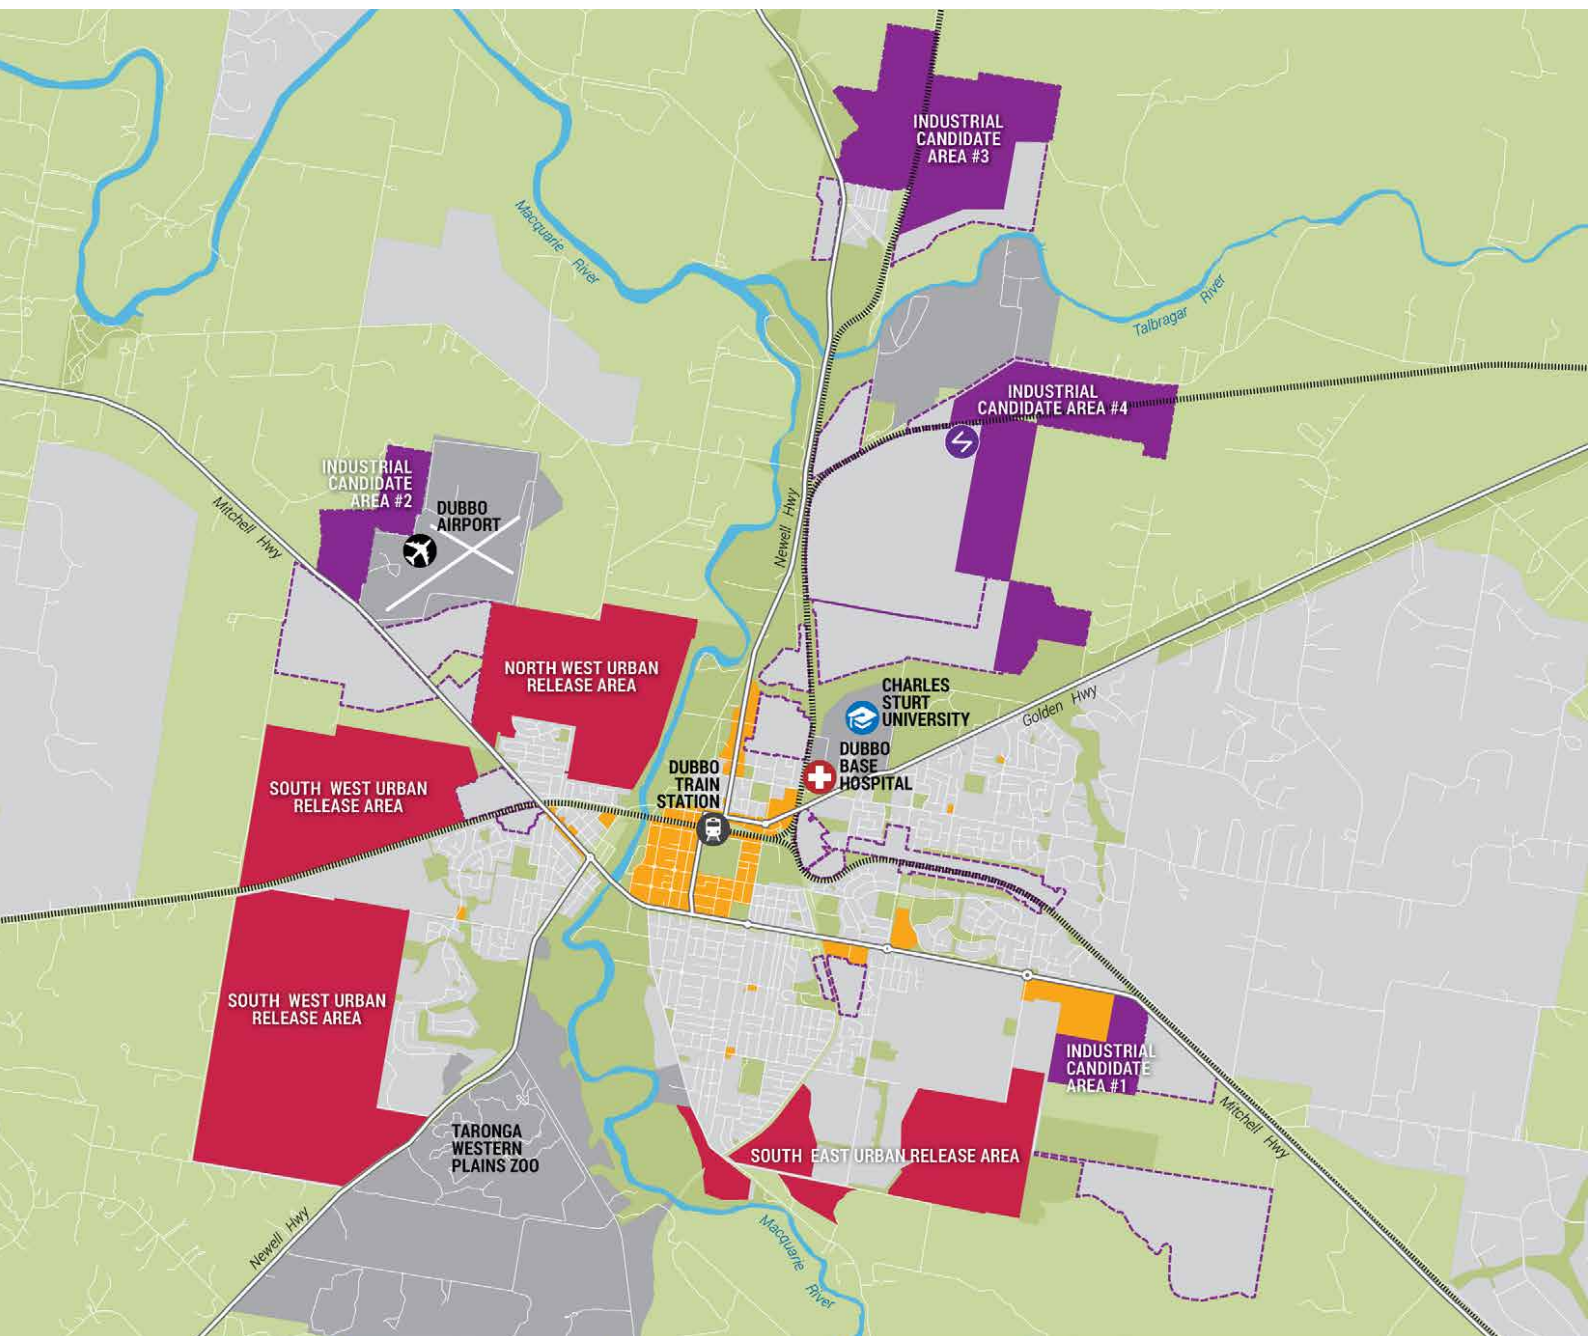 INDUSTRIAL
CANDIDATE
AREA #3
Macquarie River
Talbragar River
INDUSTRIAL
CANDIDATE AREA #4
INDUSTRIAL
CANDIDATE
AREA #2
DUBBO
AIRPORT
Mitchell Hwy
Newell Hwy
NORTH WEST URBAN
RELEASE AREA
CHARLES
STURT
UNIVERSITY
Golden Hwy
DUBBO
BASE
HOSPITAL
DUBBO
TRAIN
STATION
SOUTH WEST URBAN
RELEASE AREA
SOUTH WEST URBAN
RELEASE AREA
INDUSTRIAL
CANDIDATE
AREA #1
Mitchell Hwy
TARONGA
WESTERN
PLAINS ZOO
SOUTH EAST URBAN RELEASE AREA
Newell Hwy
Macquarie River